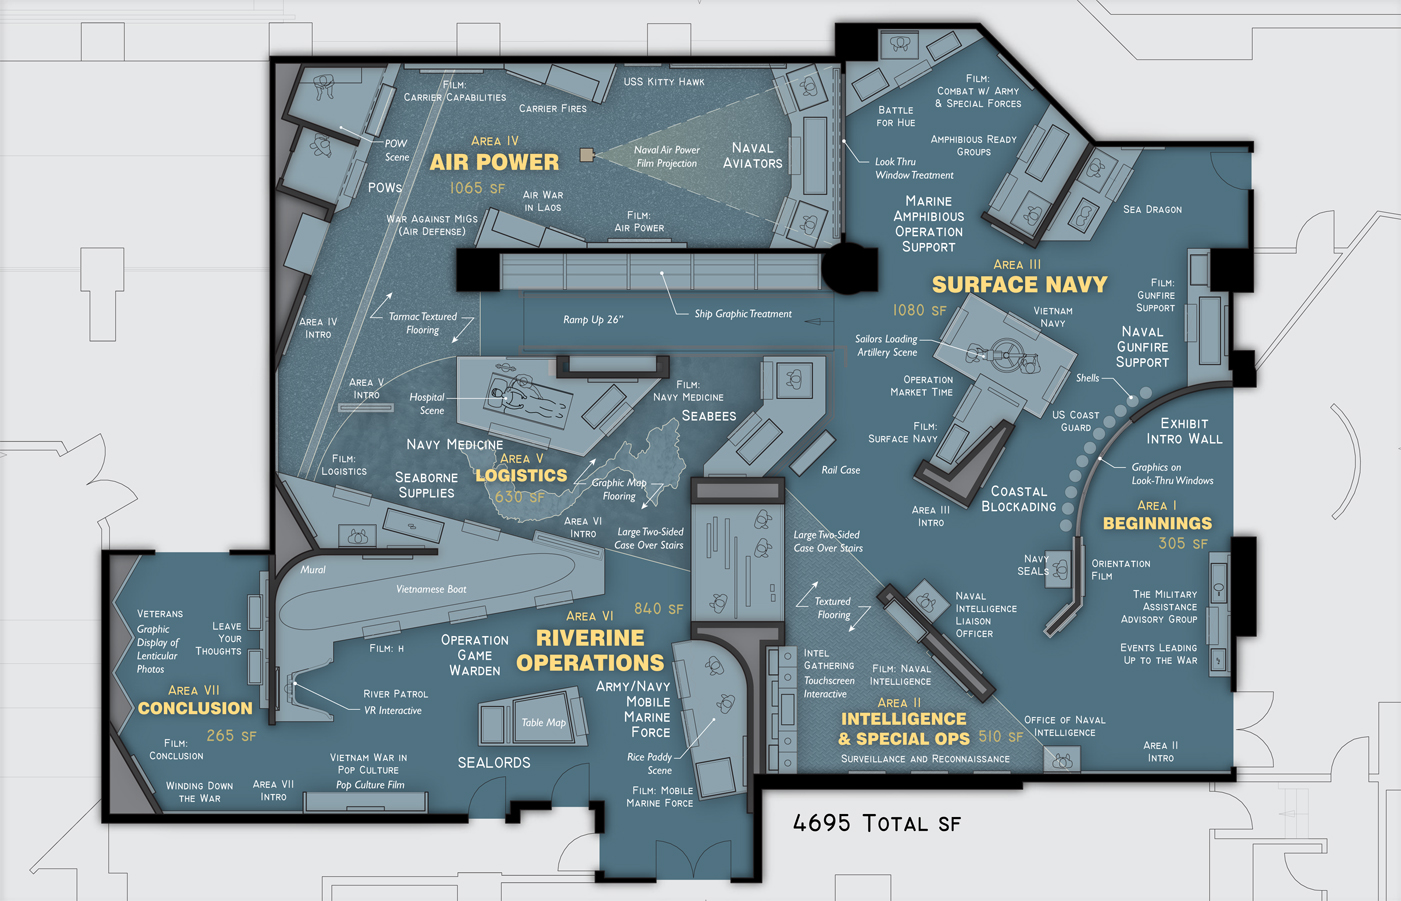 Film:
Carrier Capabilities
Carrier Fires
USS Kitty Hawk
POW
Scene
POWs
Area IV
AIR POWER
1065 SF
Naval Air Power
Film Projection
Naval
Aviators
War Against MiGs
(Air Defense)
Air War
in Laos
Film:
Air Power
Area IV
Intro
Tarmac Textured
Flooring
Ramp Up 26"
Ship Graphic Treatment
Battle
for Hue
Film:
Combat w/ Army
& Special Forces
Amphibious Ready
Groups
Look Thru
Window Treatment
Marine
Amphibious
Operation
Support
Sea Dragon
Area III
SURFACE NAVY
1080 SF
Vietnam
Navy
Film:
Gunfire
Support
Naval
Gunfire
Support
Sailors Loading
Artillery Scene
Operation
Market Time
Shells
US Coast
Guard
Film:
Surface Navy
Exhibit
Intro Wall
Graphics on
Look-Thru Windows
Coastal
Blockading
Area III
Intro
Area I
BEGINNINGS
305 SF
Navy
SEALs
Orientation
Film
The Military
Assistance
Advisory Group
Events Leading
Up to the War
Area V
Intro
Hospital
Scene
Film:
Navy Medicine
Seabees
Navy Medicine
Film:
Logistics
Seaborne
Supplies
Area V
LOGISTICS
630 SF
Graphic Map
Flooring
Rail Case
Area VI
Intro
Large Two-Sided
Case Over Stairs
Large Two-Sided
Case Over Stairs
Textured
Flooring
Naval
Intelligence
Liaison
Officer
Intel
Gathering
Touchscreen
Interactive
Film: Naval
Intelligence
Area II
INTELLIGENCE
& SPECIAL OPS
510 SF
Surveillance and Reconnaissance
Office of Naval
Intelligence
Area II
Intro
Mural
Vietnamese Boat
Film: H
Operation
Game
Warden
Area VI
840 SF
RIVERINE
OPERATIONS
Army/Navy
Mobile
Marine
Force
River Patrol
VR Interactive
Table Map
SEALORDS
Rice Paddy
Scene
Film: Mobile
Marine Force
Veterans
Graphic
Display of
Lenticular
Photos
Leave
Your
Thoughts
Area VII
CONCLUSION
265 SF
Film:
Conclusion
Winding Down
the War
Area VII
Intro
Vietnam War in
Pop Culture
Pop Culture Film
4695 Total SF